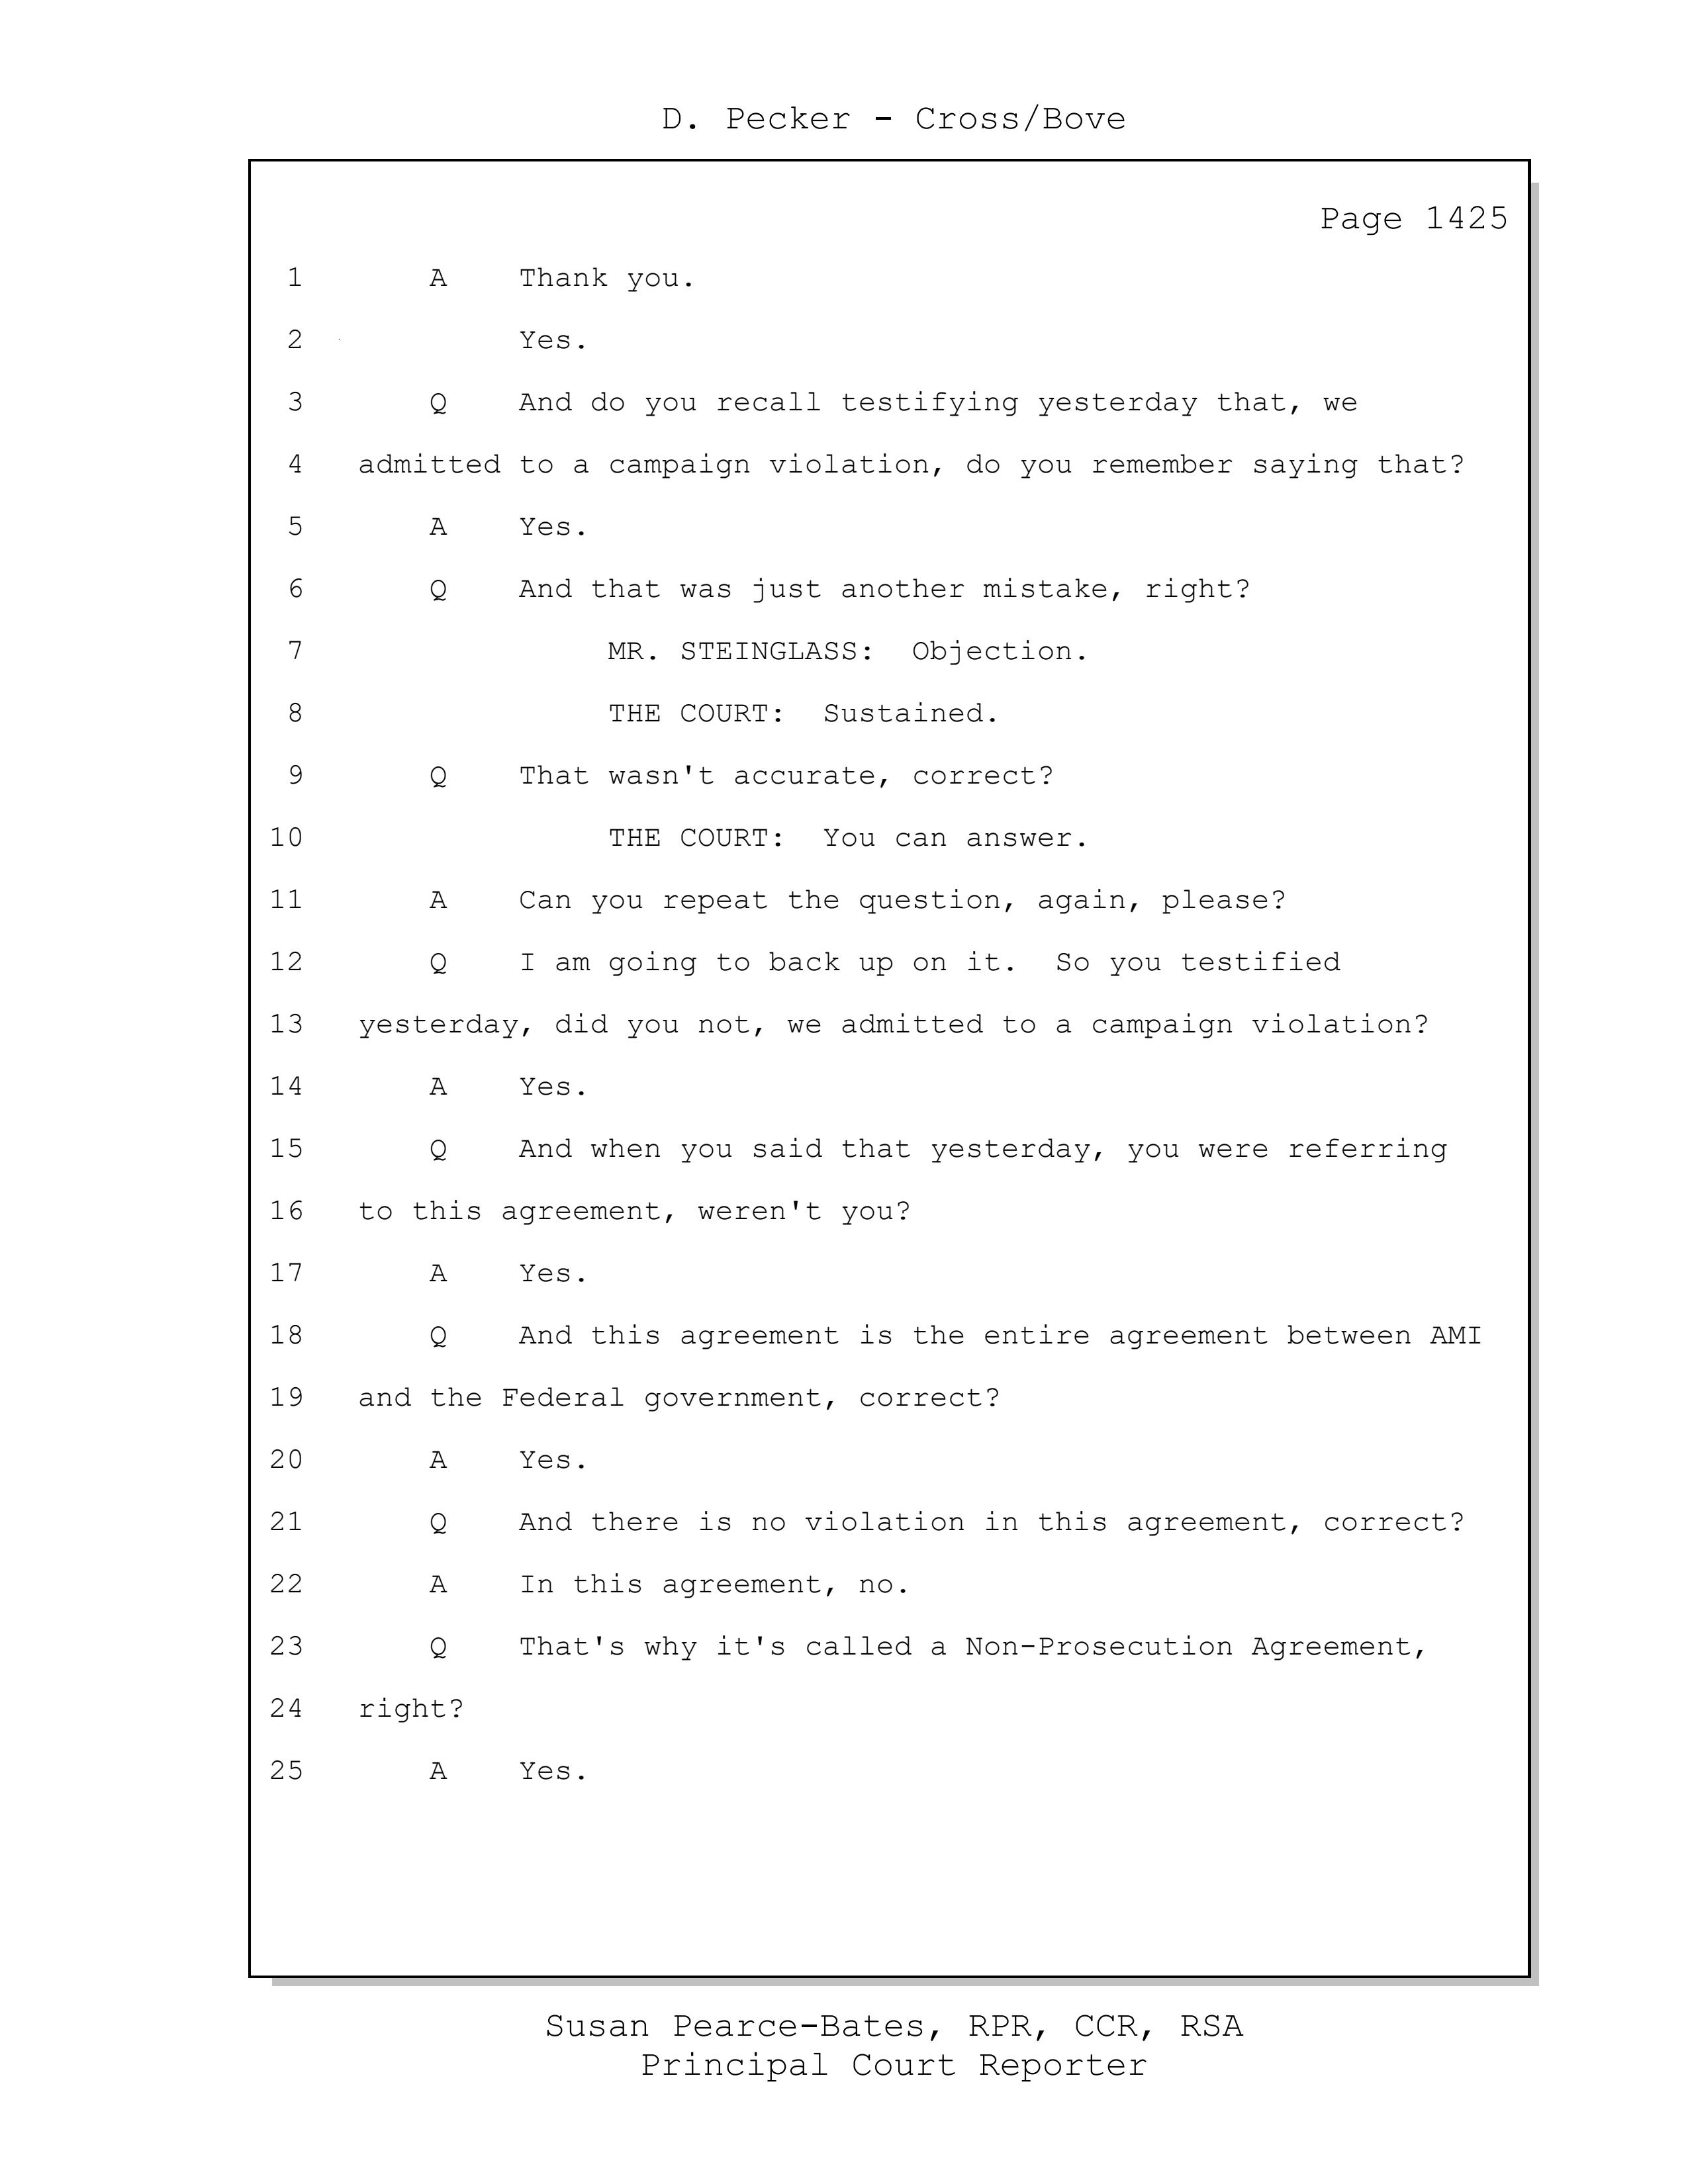 D. Pecker - Cross/Bove
Page 1425
1 A Thank you.
2 Yes.
3 Q And do you recall testifying yesterday that, we
4 admitted to a campaign violation, do you remember saying that?
5 A Yes.
6 Q And that was just another mistake, right?
7 MR. STEINGLASS: Objection.
8 THE COURT: Sustained.
9 Q That wasn't accurate, correct?
10 THE COURT: You can answer.
11 A Can you repeat the question, again, please?
12 Q I am going to back up on it. So you testified
13 yesterday, did you not, we admitted to a campaign violation?
14 A Yes.
15 Q And when you said that yesterday, you were referring
16 to this agreement, weren't you?
17 A Yes.
18 Q And this agreement is the entire agreement between AMI
19 and the Federal government, correct?
20 A Yes.
21 Q And there is no violation in this agreement, correct?
22 A In this agreement, no.
23 Q That's why it's called a Non-Prosecution Agreement,
24 right?
25 A Yes.
Susan Pearce-Bates, RPR, CCR, RSA
Principal Court Reporter